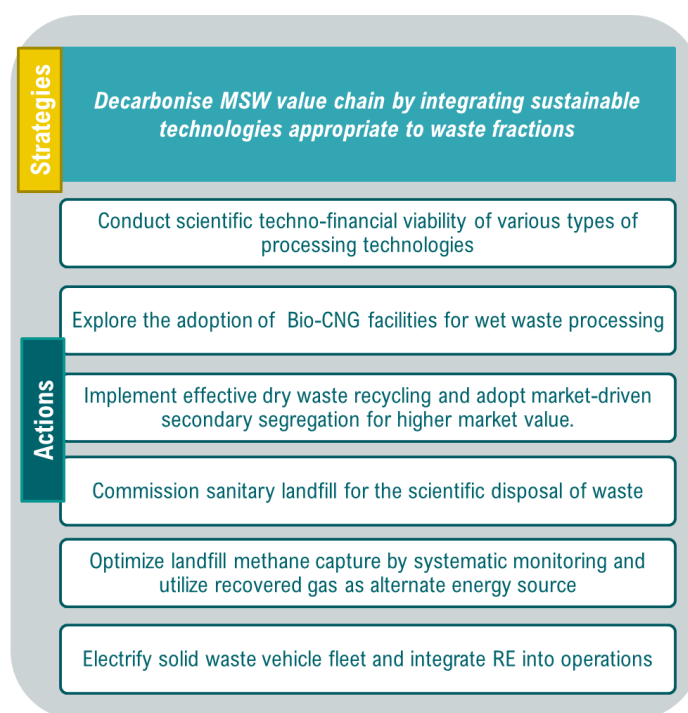 Strategies
Decarbonise MSW value chain by integrating sustainable
technologies appropriate to waste fractions
Actions
Conduct scientific techno-financial viability of various types of
processing technologies
Explore the adoption of Bio-CNG facilities for wet waste processing
Implement effective dry waste recycling and adopt market-driven
secondary segregation for higher market value.
Commission sanitary landfill for the scientific disposal of waste
Optimize landfill methane capture by systematic monitoring and
utilize recovered gas as alternate energy source
Electrify solid waste vehicle fleet and integrate RE into operations